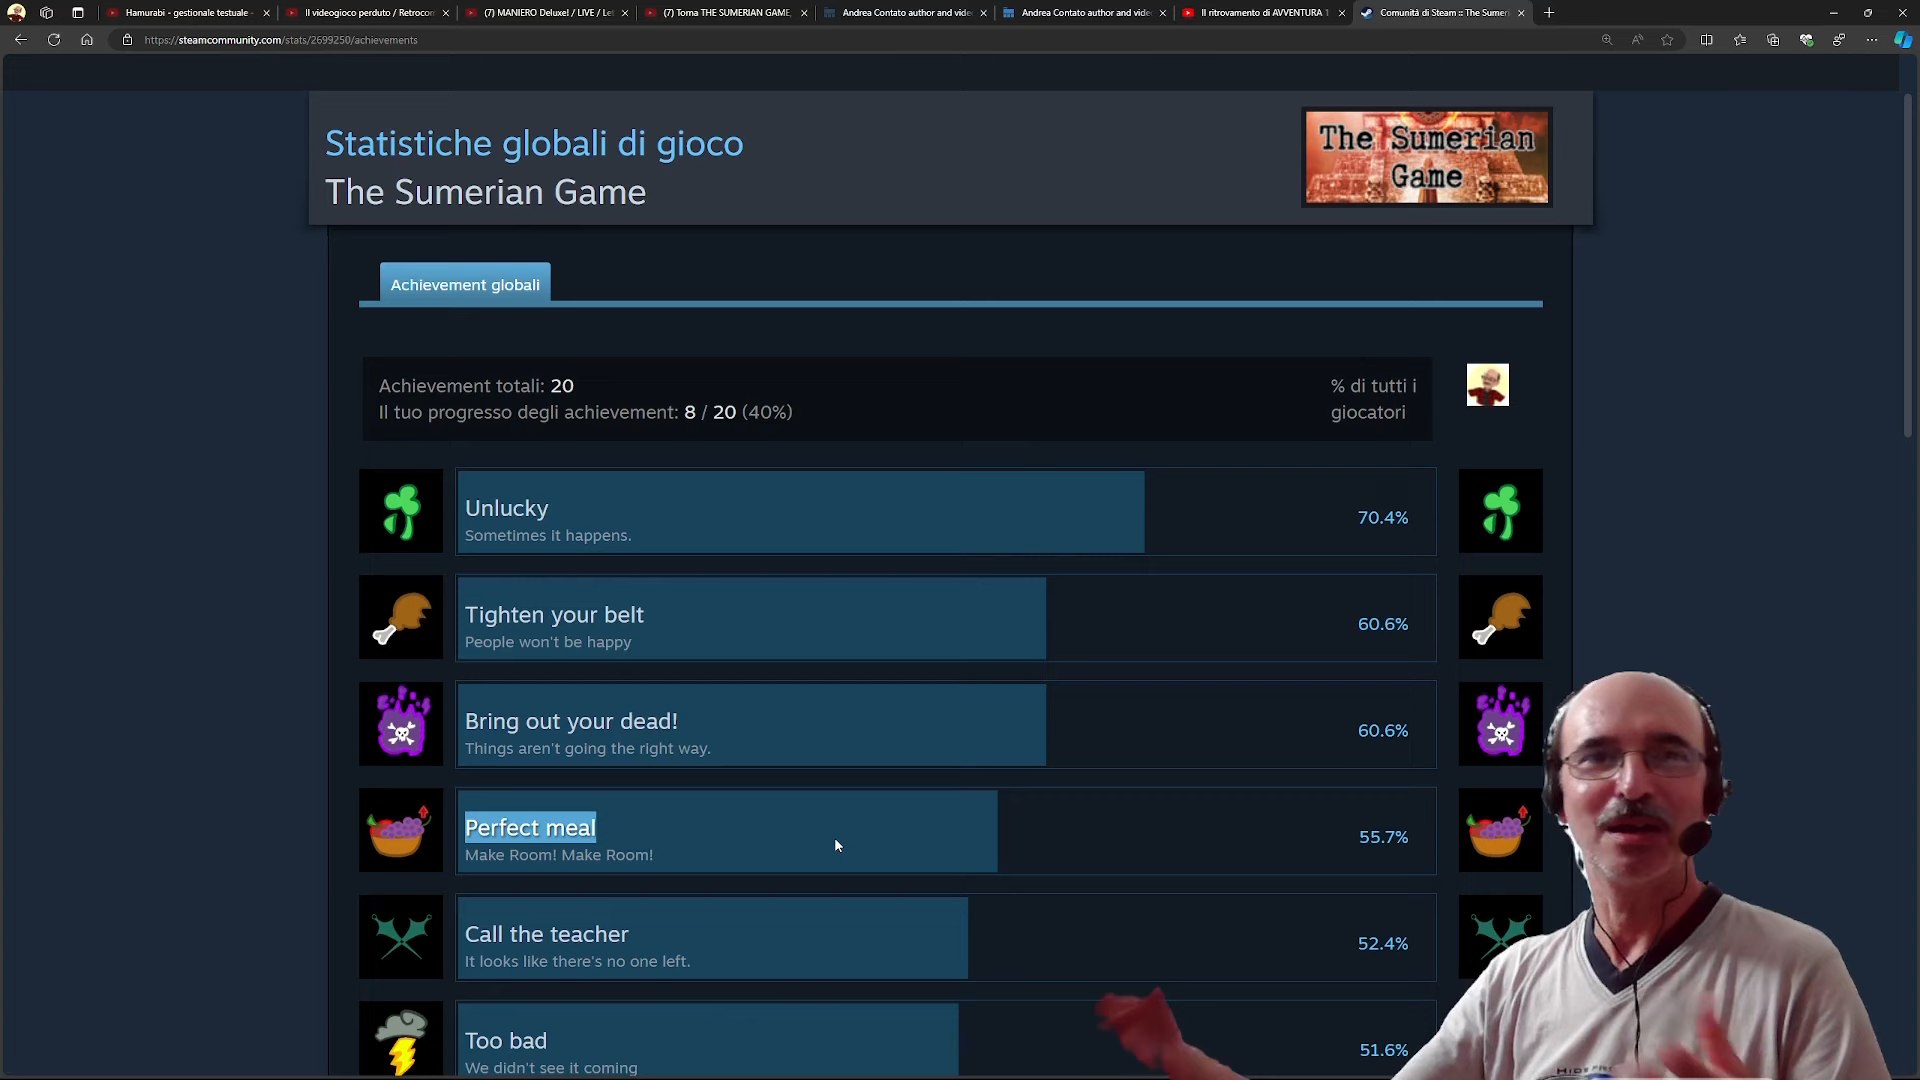 Hamurabi - gestionale testuale -
Il videogioco perduto / Retrocom
(7) MANIERO Deluxe! / LIVE / Let
(7) Torna THE SUMERIAN GAME,
Andrea Contato author and vide
Andrea Contato author and vide
Il ritrovamento di AVVENTURA 1
Comunità di Steam :: The Sumeri
https://steamcommunity.com/stats/2699250/achievements
Statistiche globali di gioco
The Sumerian Game
The Sumerian
Game
Achievement globali
Achievement totali: 20
Il tuo progresso degli achievement: 8 / 20 (40%)
% di tutti i
giocatori
Unlucky
Sometimes it happens.
70.4%
Tighten your belt
People won't be happy
60.6%
Bring out your dead!
Things aren't going the right way.
60.6%
Perfect meal
Make Room! Make Room!
55.7%
Call the teacher
It looks like there's no one left.
52.4%
Too bad
We didn't see it coming
51.6%